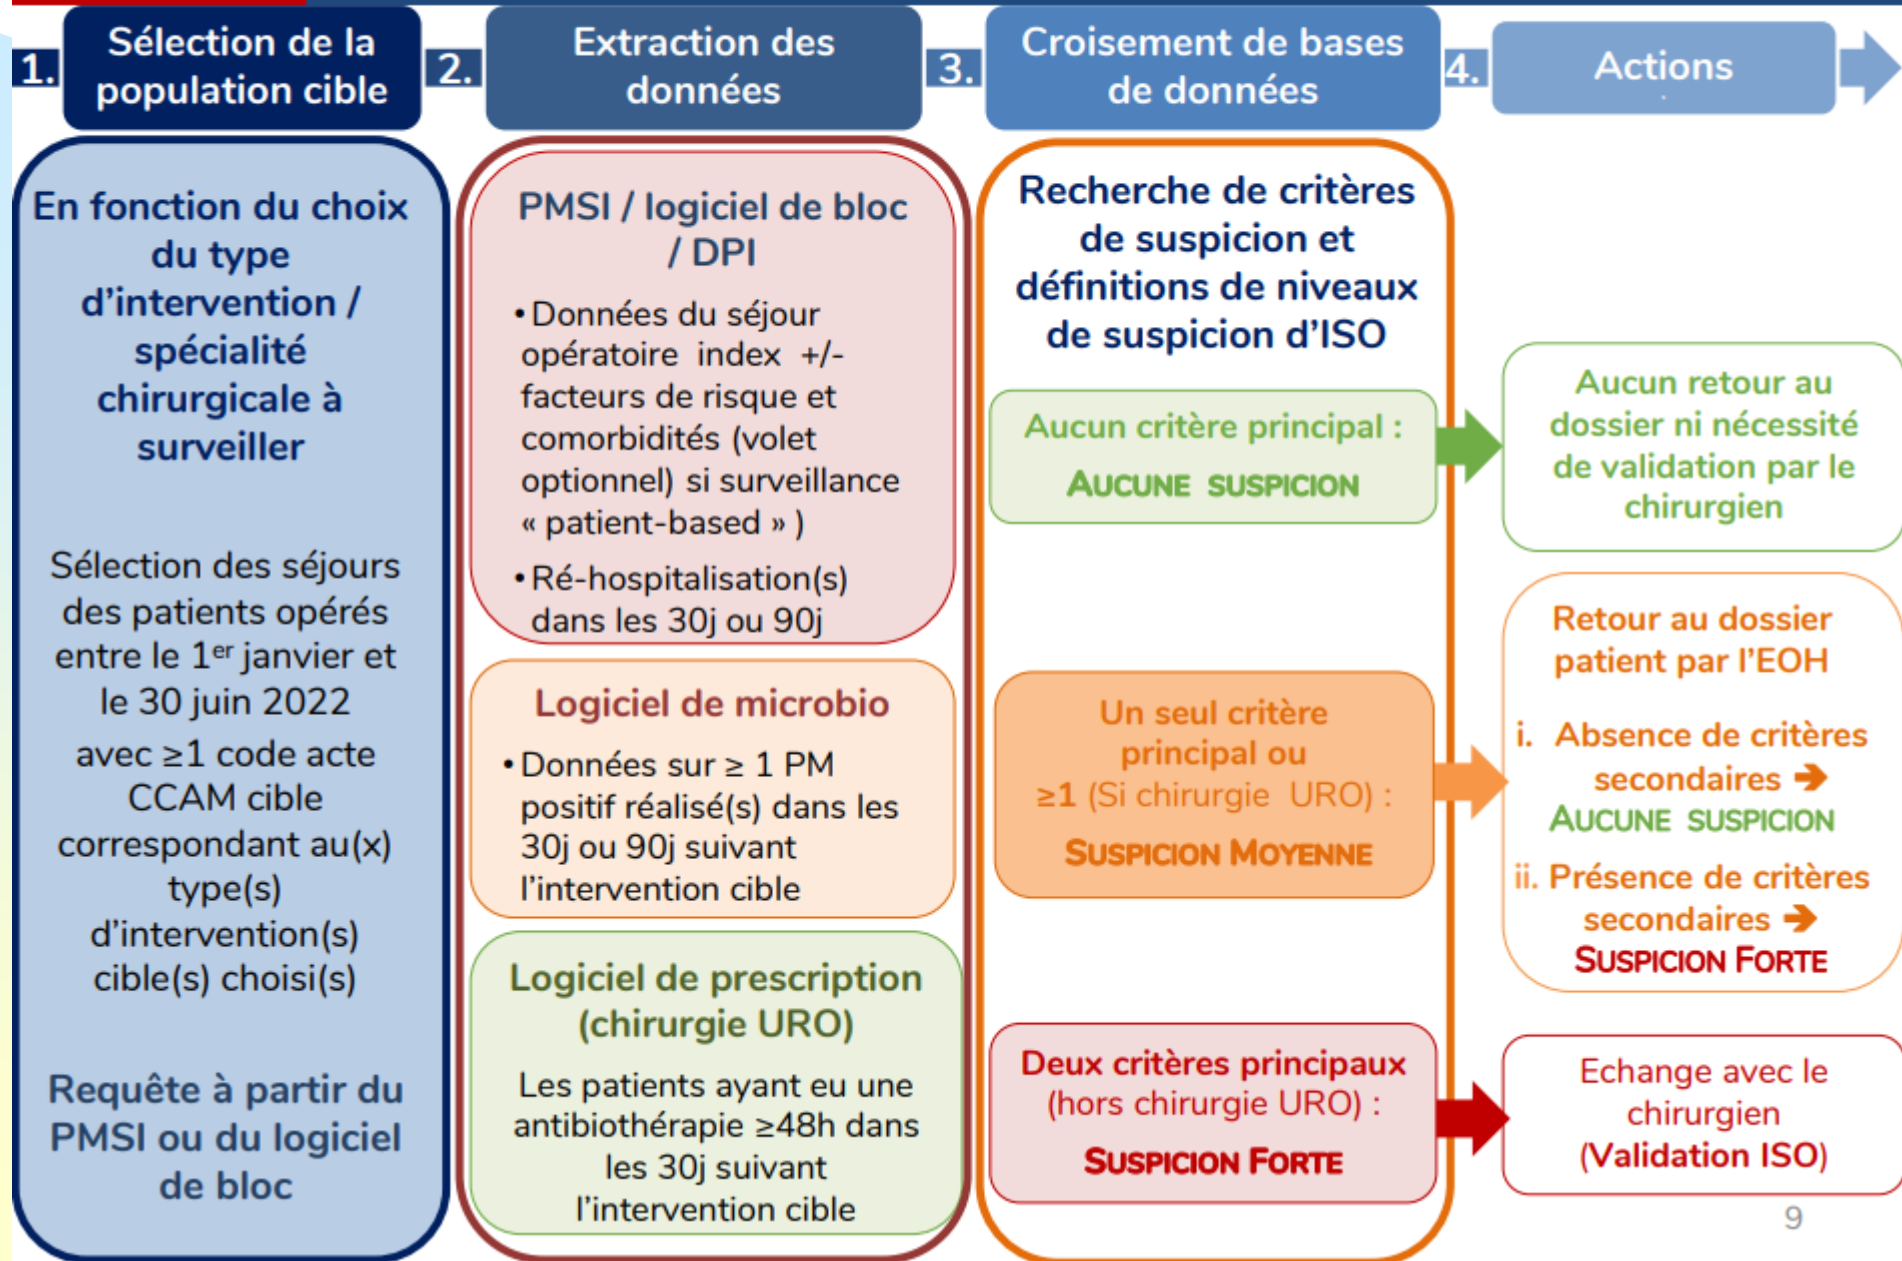 1.
Sélection de la
population cible
2.
Extraction des
données
3.
Croisement de bases
de données
4.
Actions
En fonction du choix
du type
d'intervention /
spécialité
chirurgicale à
surveiller
Sélection des séjours
des patients opérés
entre le 1er janvier et
le 30 juin 2022
avec ≥1 code acte
CCAM cible
correspondant au(x)
type(s)
d'intervention(s)
cible(s) choisi(s)
Requête à partir du
PMSI ou du logiciel
de bloc
PMSI / logiciel de bloc
/ DPI
• Données du séjour
opératoire index +/-
facteurs de risque et
comorbidités (volet
optionnel) si surveillance
« patient-based » )
• Ré-hospitalisation(s)
dans les 30j ou 90j
Logiciel de microbio
• Données sur ≥ 1 PM
positif réalisé(s) dans les
30j ou 90j suivant
l'intervention cible
Logiciel de prescription
(chirurgie URO)
Les patients ayant eu une
antibiothérapie ≥48h dans
les 30j suivant
l'intervention cible
Recherche de critères
de suspicion et
définitions de niveaux
de suspicion d'ISO
Aucun critère principal :
AUCUNE SUSPICION
Un seul critère
principal ou
≥1 (Si chirurgie URO) :
SUSPICION MOYENNE
Deux critères principaux
(hors chirurgie URO) :
SUSPICION FORTE
Aucun retour au
dossier ni nécessité
de validation par le
chirurgien
Retour au dossier
patient par l'EOH
i. Absence de critères
secondaires ➔
AUCUNE SUSPICION
ii. Présence de critères
secondaires ➔
SUSPICION FORTE
Echange avec le
chirurgien
(Validation ISO)
9